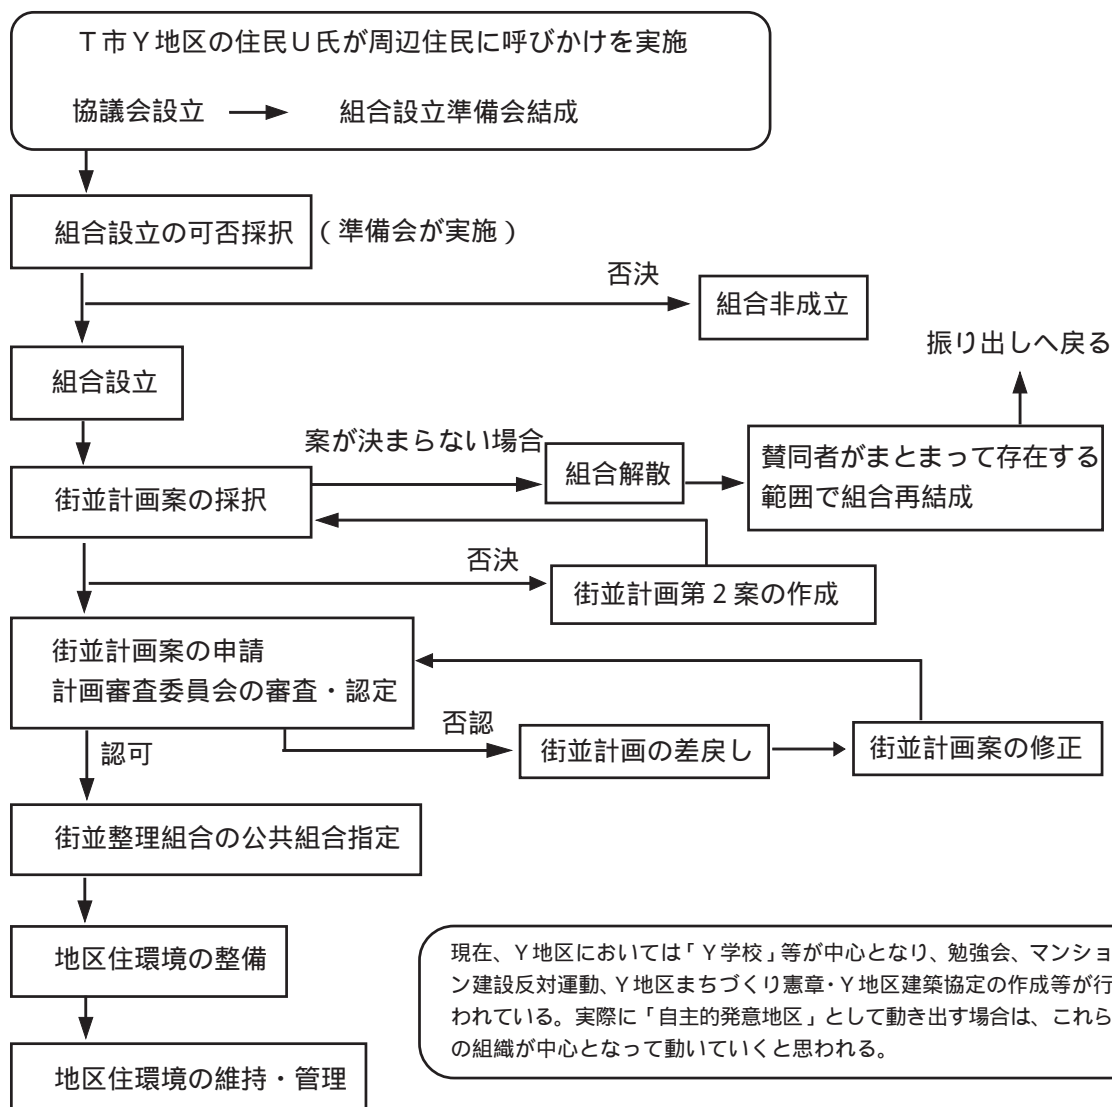 T市Y地区の住民U氏が周辺住民に呼びかけを実施
協議会設立
組合設立準備会結成
組合設立の可否採択
(準備会が実施)
否決
組合非成立
振り出しへ戻る
組合設立
案が決まらない場合
組合解散
賛同者がまとまって存在する
範囲で組合再結成
街並計画案の採択
否決
街並計画第2案の作成
街並計画案の申請
計画審査委員会の審査・認定
否認
認可
街並計画の差戻し
街並計画案の修正
街並整理組合の公共組合指定
地区住環境の整備
現在、Y地区においては「Y学校」等が中心となり、勉強会、マンショ
ン建設反対運動、Y地区まちづくり憲章・Y地区建築協定の作成等が行
われている。実際に「自主的発意地区」として動き出す場合は、これら
の組織が中心となって動いていくと思われる。
地区住環境の維持・管理